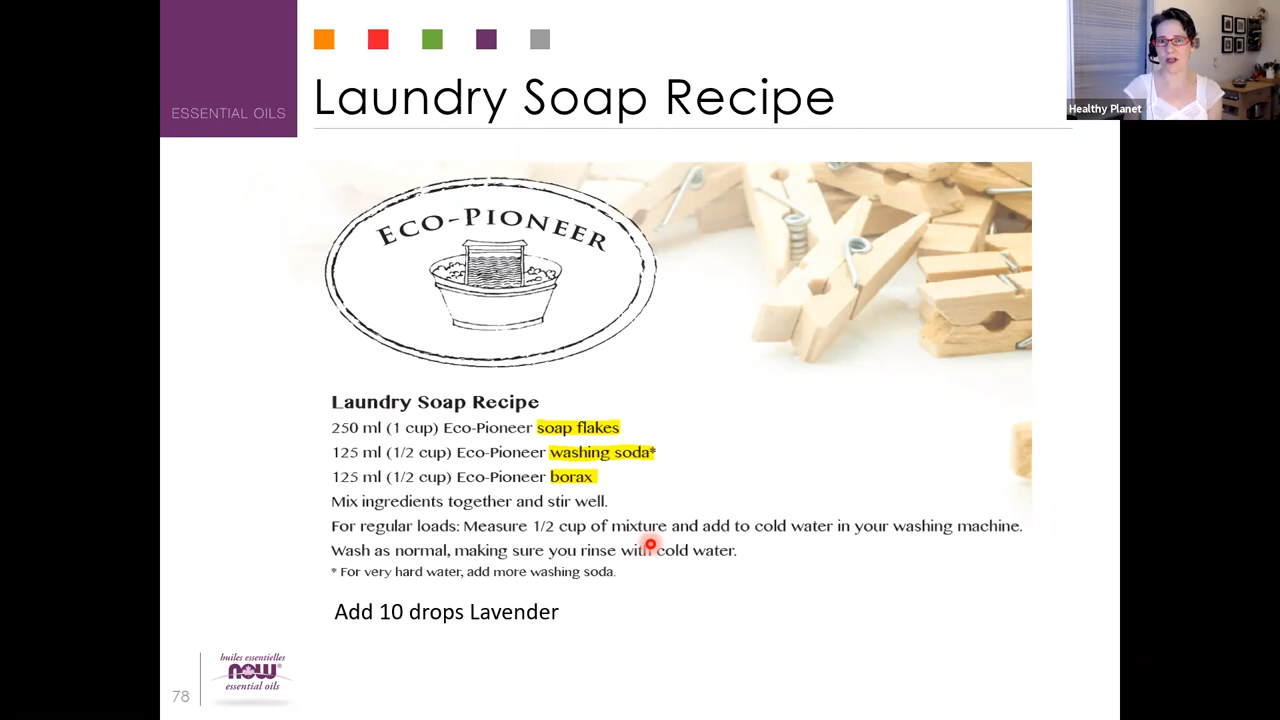 ESSENTIAL OILS
Laundry Soap Recipe
Healthy Planet
ECO-PIONEER
Laundry Soap Recipe
250 ml (1 cup) Eco-Pioneer soap flakes
125 ml (1/2 cup) Eco-Pioneer washing soda*
125 ml (1/2 cup) Eco-Pioneer borax
Mix ingredients together and stir well.
For regular loads: Measure 1/2 cup of mixture and add to cold water in your washing machine.
Wash as normal, making sure you rinse with cold water.
* For very hard water, add more washing soda.
Add 10 drops Lavender
78
huiles essentielles
now®
essential oils